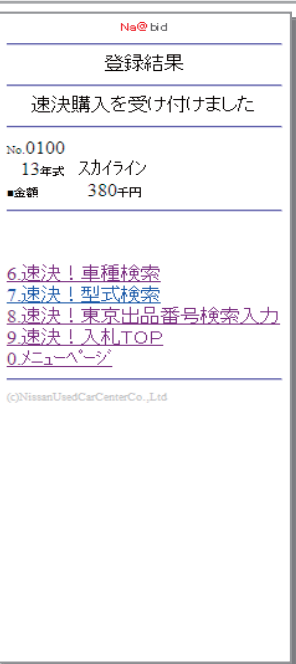 Na@bid
登録結果
速決購入を受け付けました
No.0100
13年式 スカイライン
■金額 380千円
6.速決！車種検索
7.速決！型式検索
8.速決！東京出品番号検索入力
9.速決！入札TOP
0.メニューページ
(c)NissanUsedCarCenterCo.,Ltd